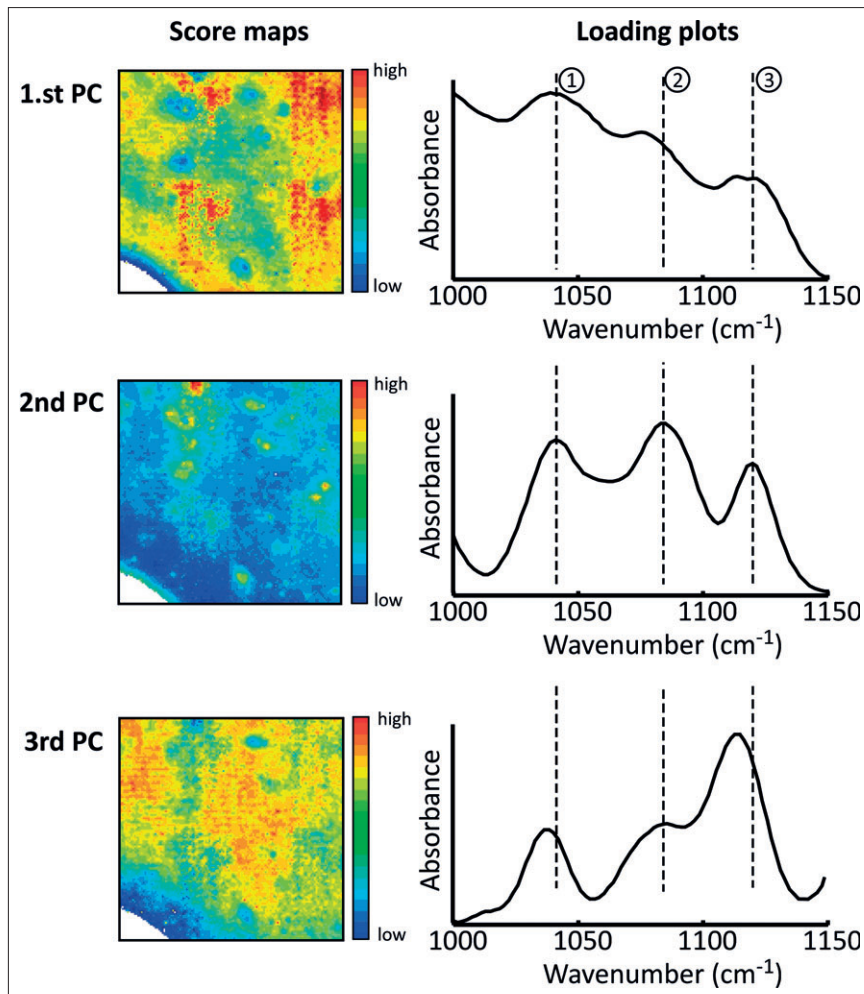 Score maps
Loading plots
1.st PC
high
low
① ② ③
Absorbance
1000 1050 1100 1150
Wavenumber (cm⁻¹)
2nd PC
high
low
Absorbance
1000 1050 1100 1150
Wavenumber (cm⁻¹)
3rd PC
high
low
Absorbance
1000 1050 1100 1150
Wavenumber (cm⁻¹)